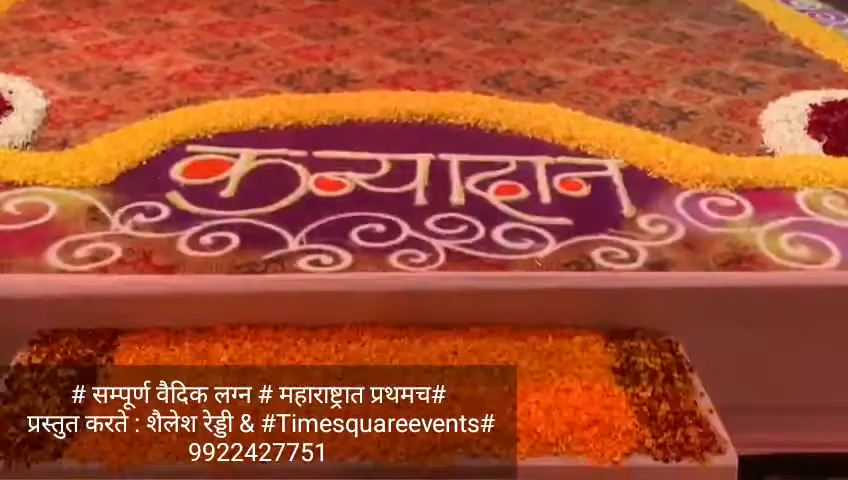 कन्यादान
# सम्पूर्ण वैदिक लग्न # महाराष्ट्रात प्रथमच#
प्रस्तुत करते : शैलेश रेड्डी & #Timesquareevents#
9922427751